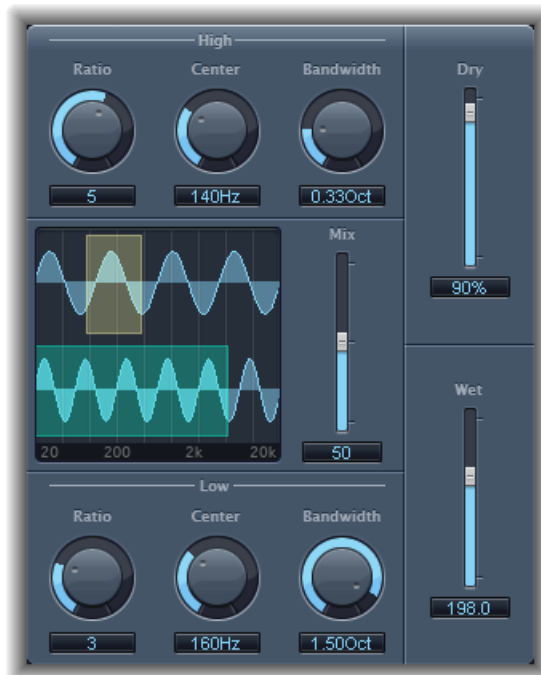 High
Ratio Center Bandwidth Dry
5 140Hz 0.33Oct
Mix
90%
Wet
20 200 2k 20k
50
Low
Ratio Center Bandwidth
198.0
3 160Hz 1.50Oct